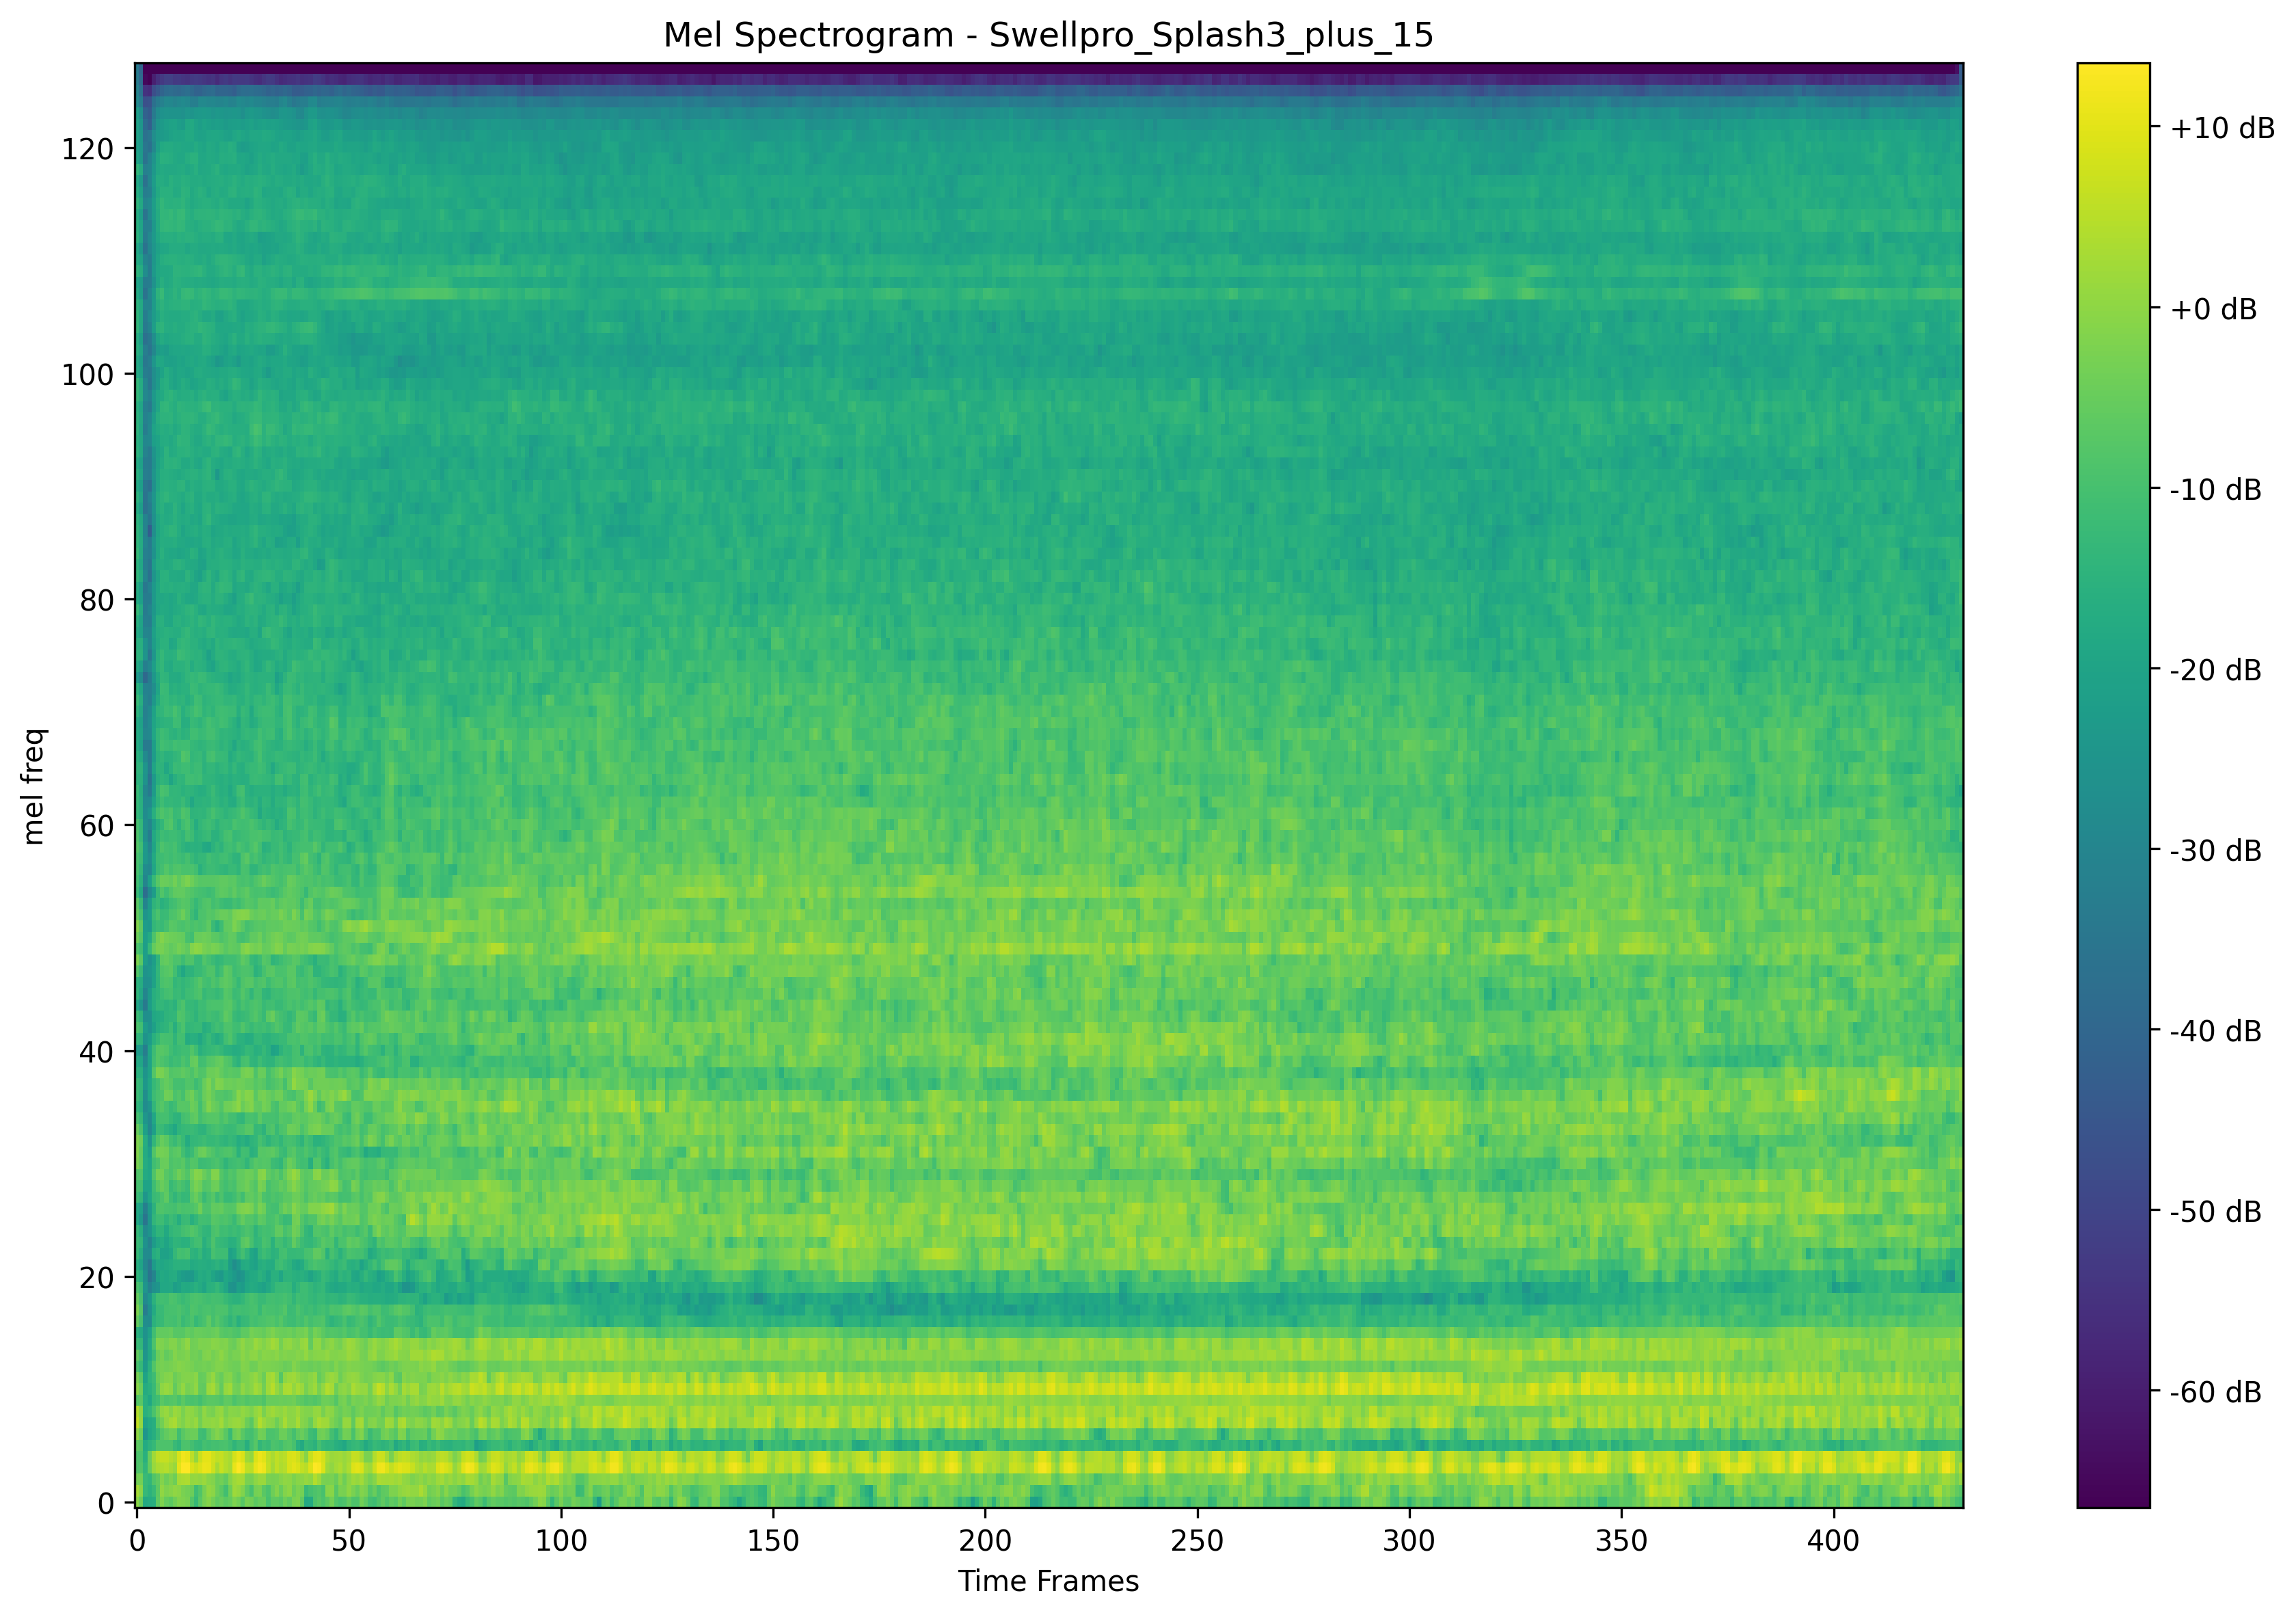 Mel Spectrogram - Swellpro_Splash3_plus_15
mel freq
120
100
80
60
40
20
0
0 50 100 150 200 250 300 350 400
Time Frames
+10 dB
+0 dB
-10 dB
-20 dB
-30 dB
-40 dB
-50 dB
-60 dB